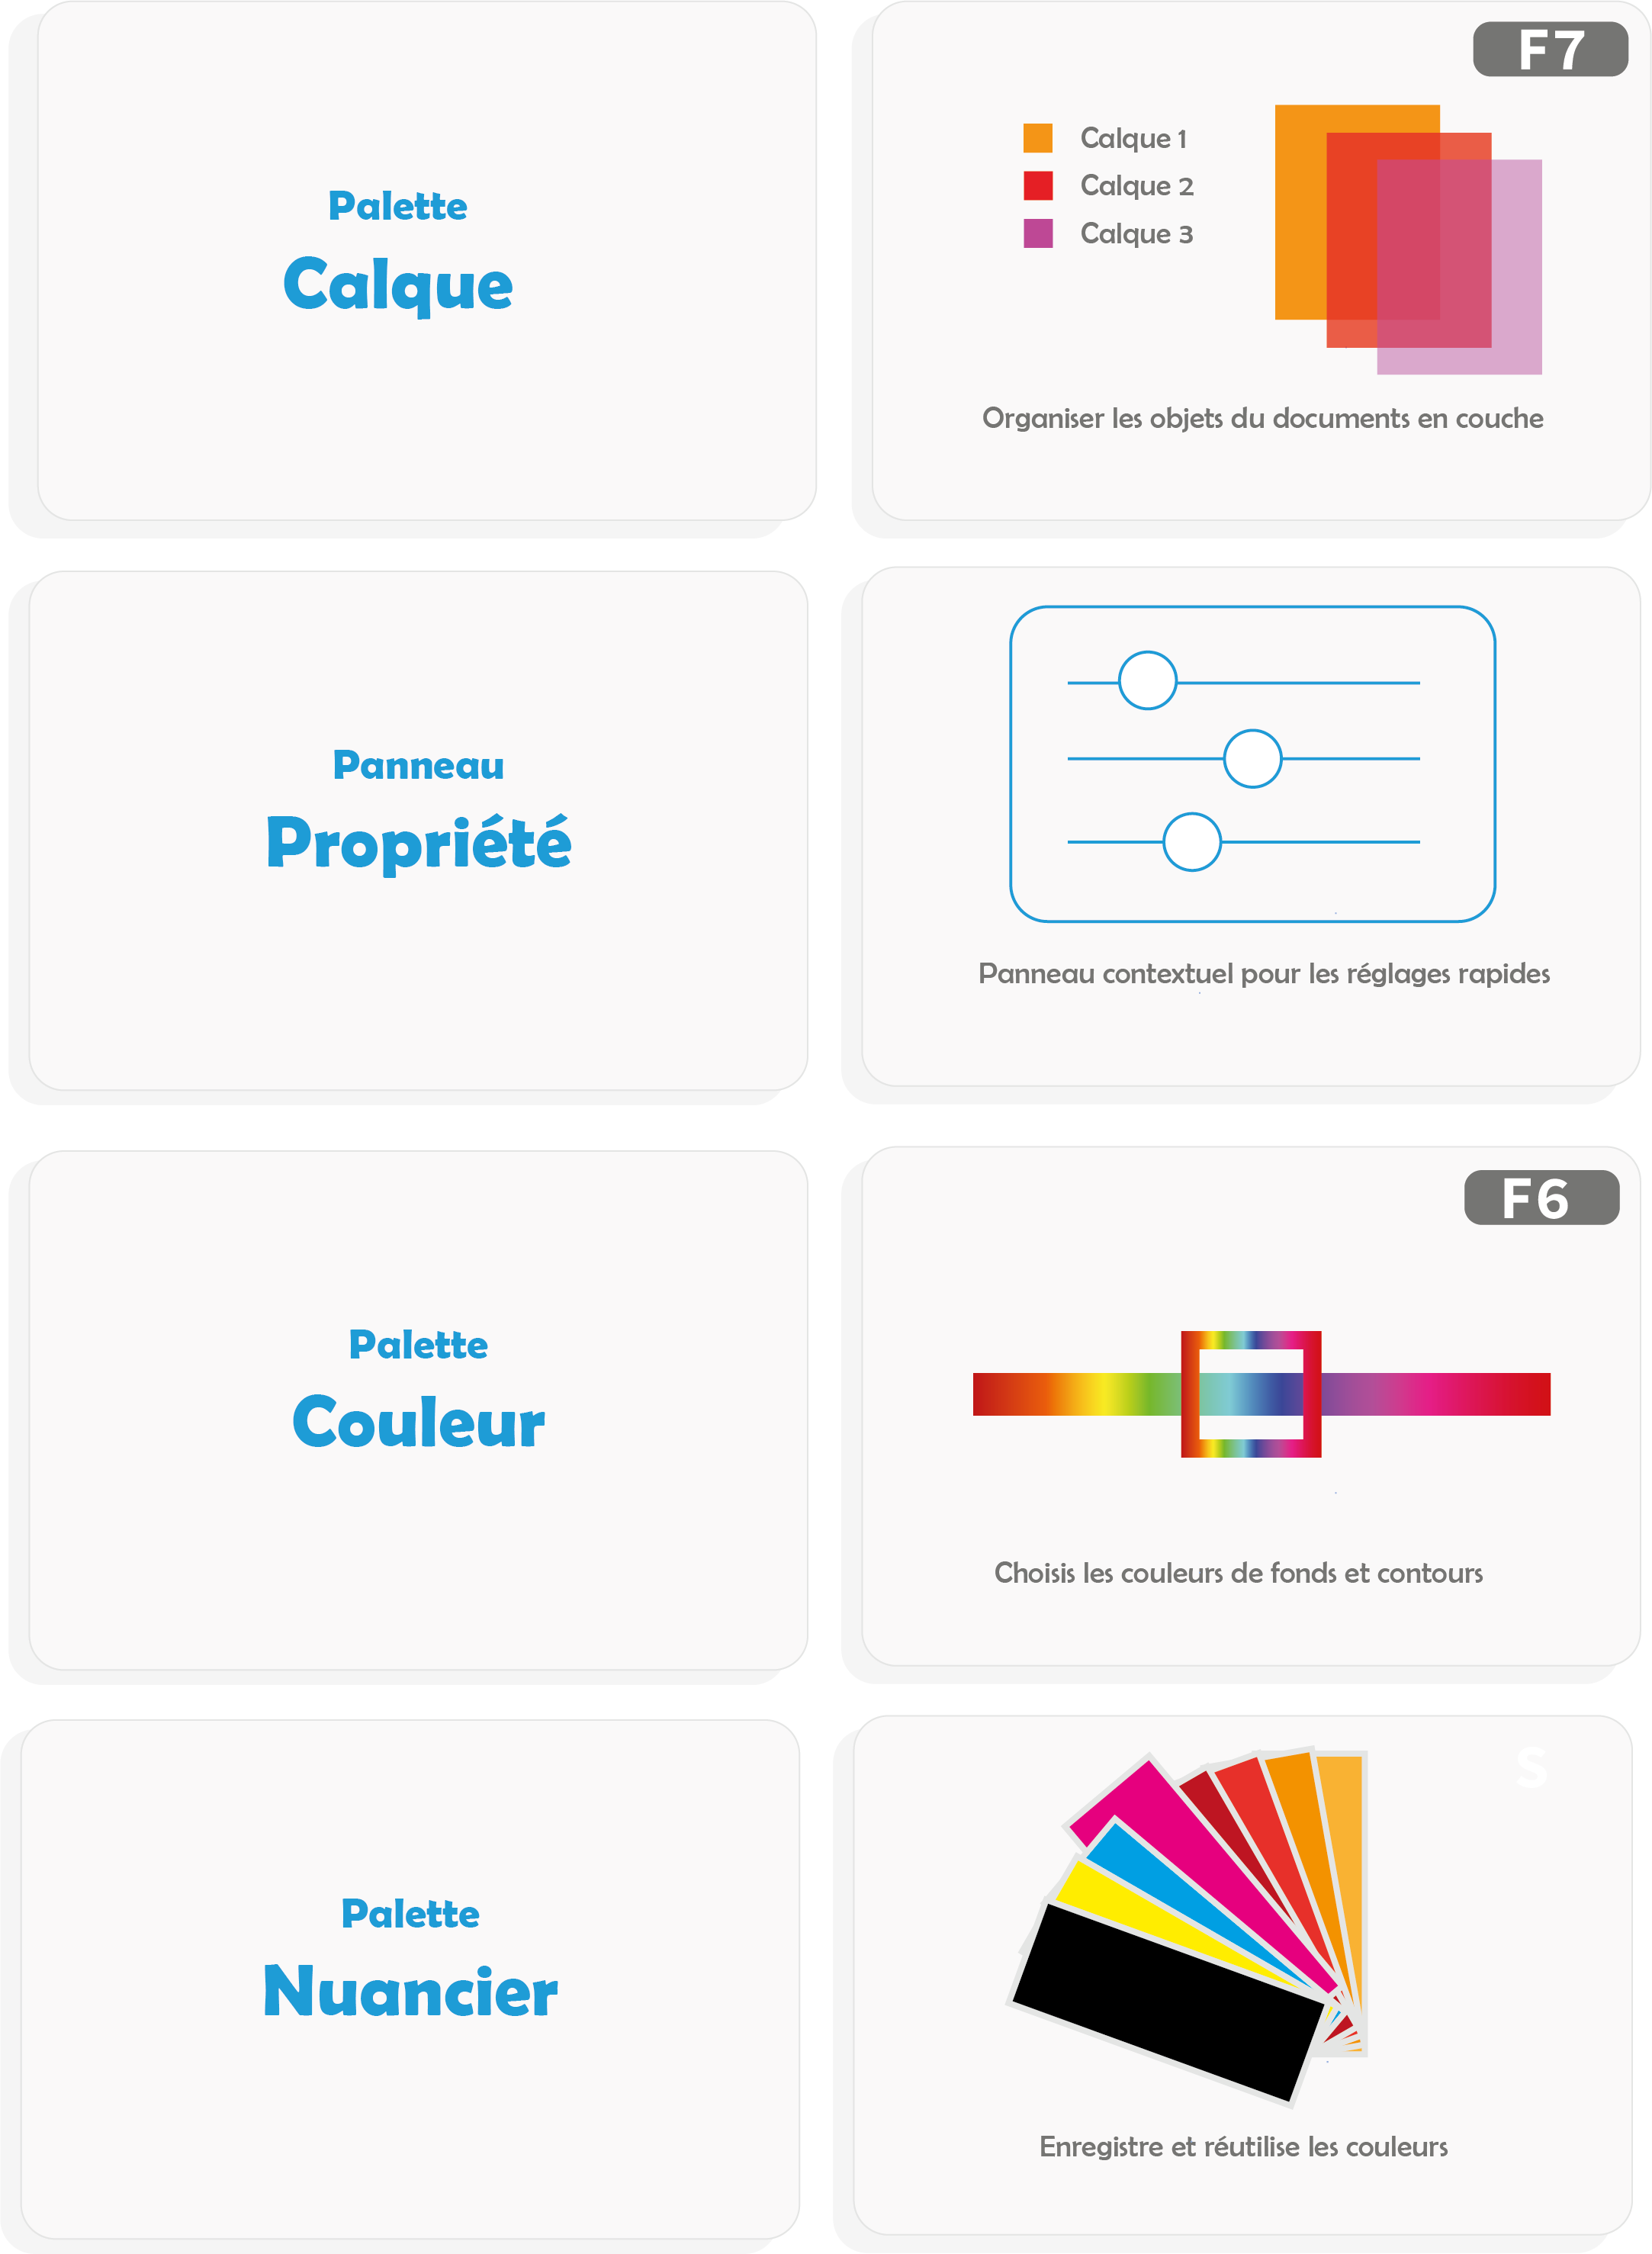 Palette
Calque
F7
Calque 1
Calque 2
Calque 3
Organiser les objets du documents en couche
Panneau
Propriété
Panneau contextuel pour les réglages rapides
Palette
Couleur
F6
Choisis les couleurs de fonds et contours
Palette
Nuancier
S
Enregistre et réutilise les couleurs